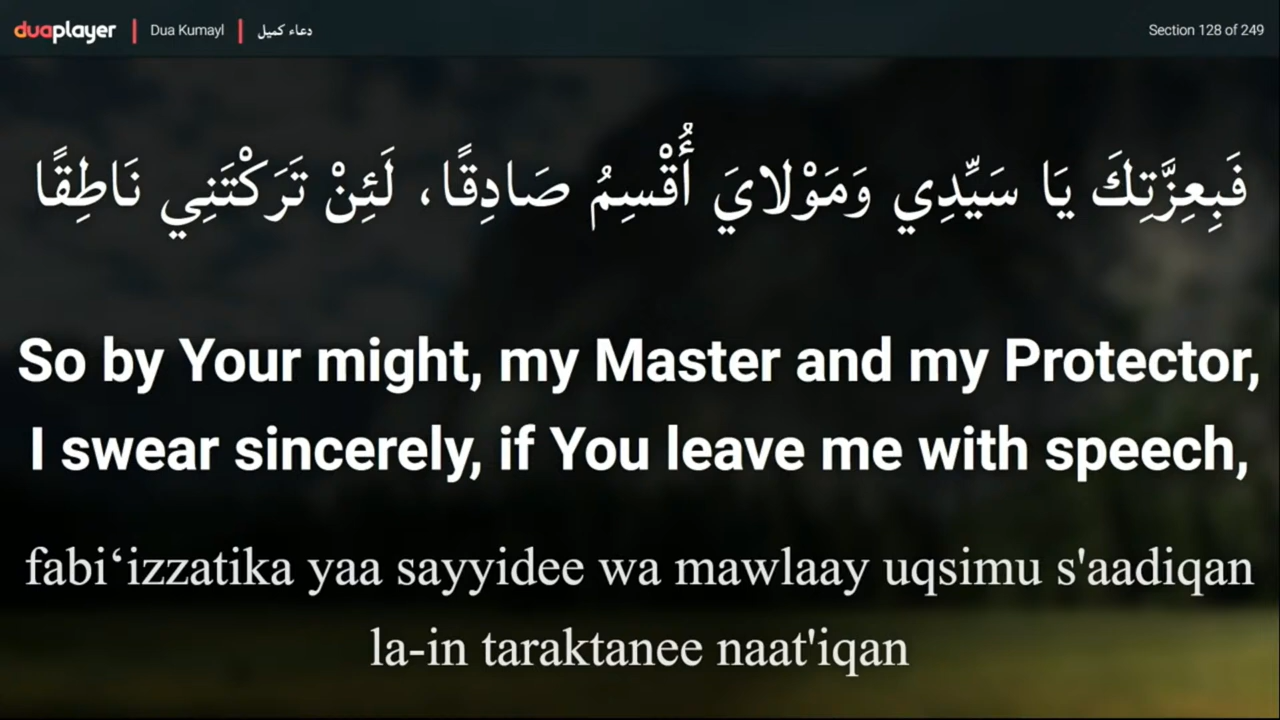 duaplayer | Dua Kumayl | دعاء كميل
Section 128 of 249
فَبِعِزَّتِكَ يَا سَيِّدِي وَمَوْلايَ أُقْسِمُ صَادِقًا، لَئِنْ تَرَكْتَنِي نَاطِقًا
So by Your might, my Master and my Protector,
I swear sincerely, if You leave me with speech,
fabi‘izzatika yaa sayyidee wa mawlaay uqsimu s'aadiqan
la-in taraktanee naat'iqan